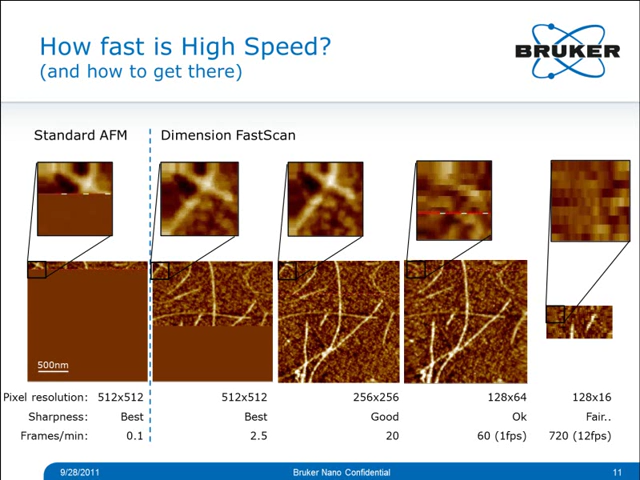 How fast is High Speed?
(and how to get there)
BRUKER
Standard AFM
Dimension FastScan
500nm
Pixel resolution: 512x512 512x512 256x256 128x64 128x16
Sharpness: Best Best Good Ok Fair..
Frames/min: 0.1 2.5 20 60 (1fps) 720 (12fps)
9/28/2011 Bruker Nano Confidential 11